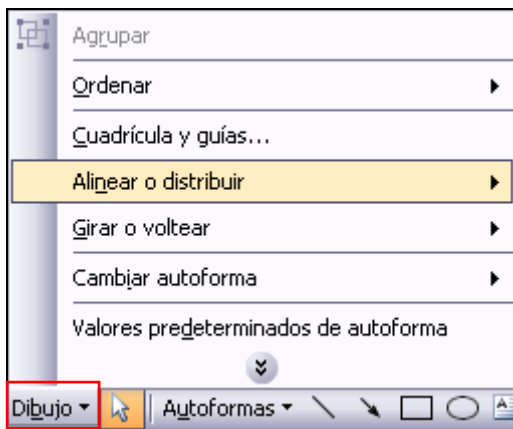 Agrupar
Ordenar
Cuadrícula y guías...
Alinear o distribuir
Girar o voltear
Cambiar autoforma
Valores predeterminados de autoforma
Dibujo Autoformas A